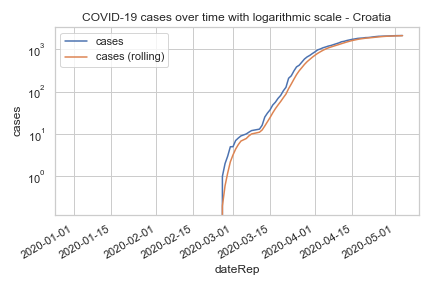 COVID-19 cases over time with logarithmic scale - Croatia
cases
cases (rolling)
10³
10²
10¹
10⁰
cases
2020-01-01
2020-01-15
2020-02-01
2020-02-15
2020-03-01
2020-03-15
2020-04-01
2020-04-15
2020-05-01
dateRep